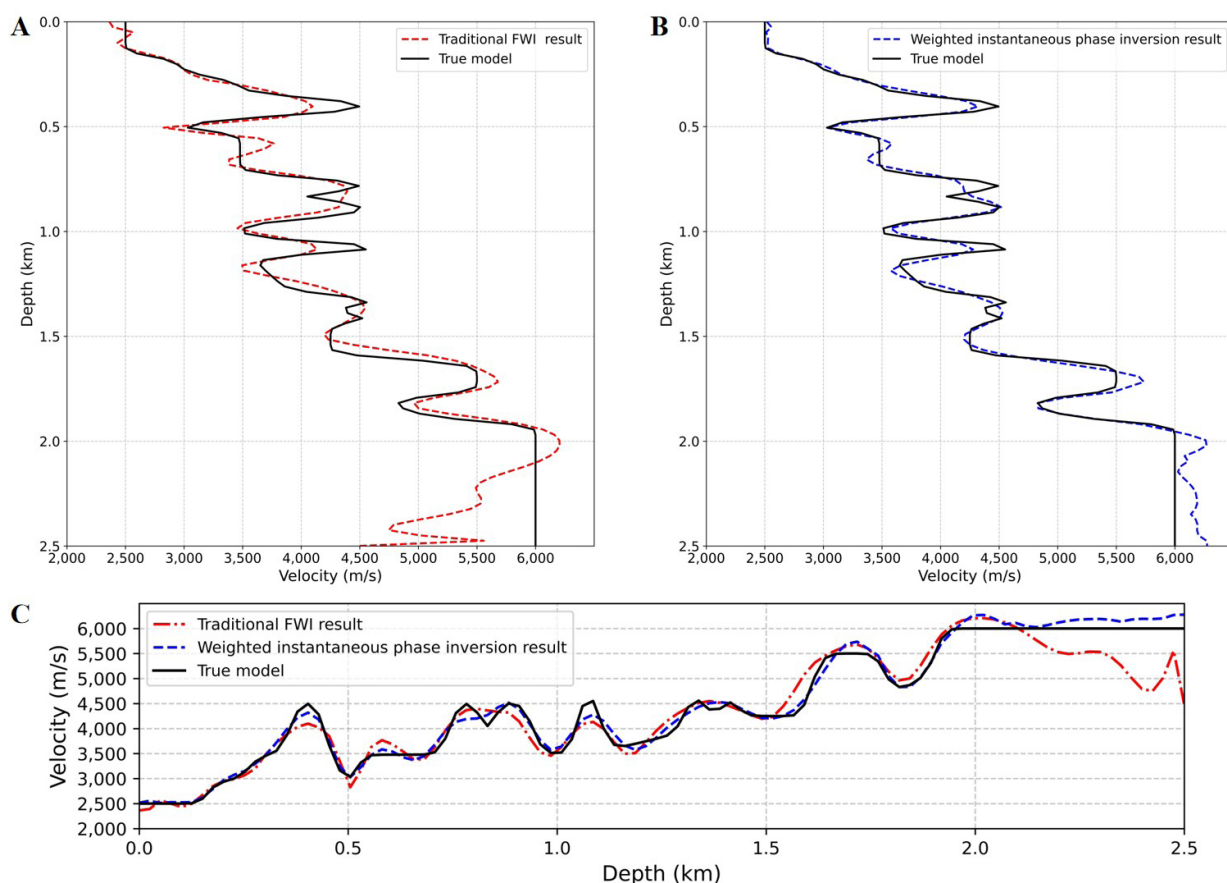 A
0.0
0.5
1.0
1.5
2.0
2.5
Depth (km)
Traditional FWI result
True model
2,000 2,500 3,000 3,500 4,000 4,500 5,000 5,500 6,000
Velocity (m/s)
B
0.0
0.5
1.0
1.5
2.0
2.5
Depth (km)
Weighted instantaneous phase inversion result
True model
2,000 2,500 3,000 3,500 4,000 4,500 5,000 5,500 6,000
Velocity (m/s)
C
6,000
5,500
5,000
4,500
4,000
3,500
3,000
2,500
2,000
Velocity (m/s)
Traditional FWI result
Weighted instantaneous phase inversion result
True model
0.0 0.5 1.0 1.5 2.0 2.5
Depth (km)